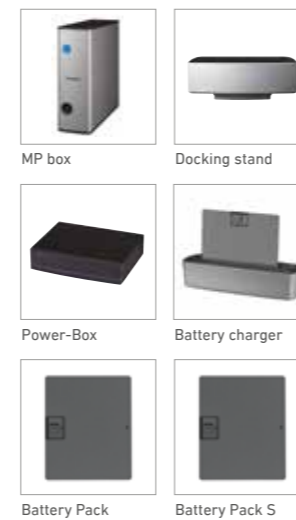 MP box
Docking stand
Power-Box
Battery charger
Battery Pack
Battery Pack S